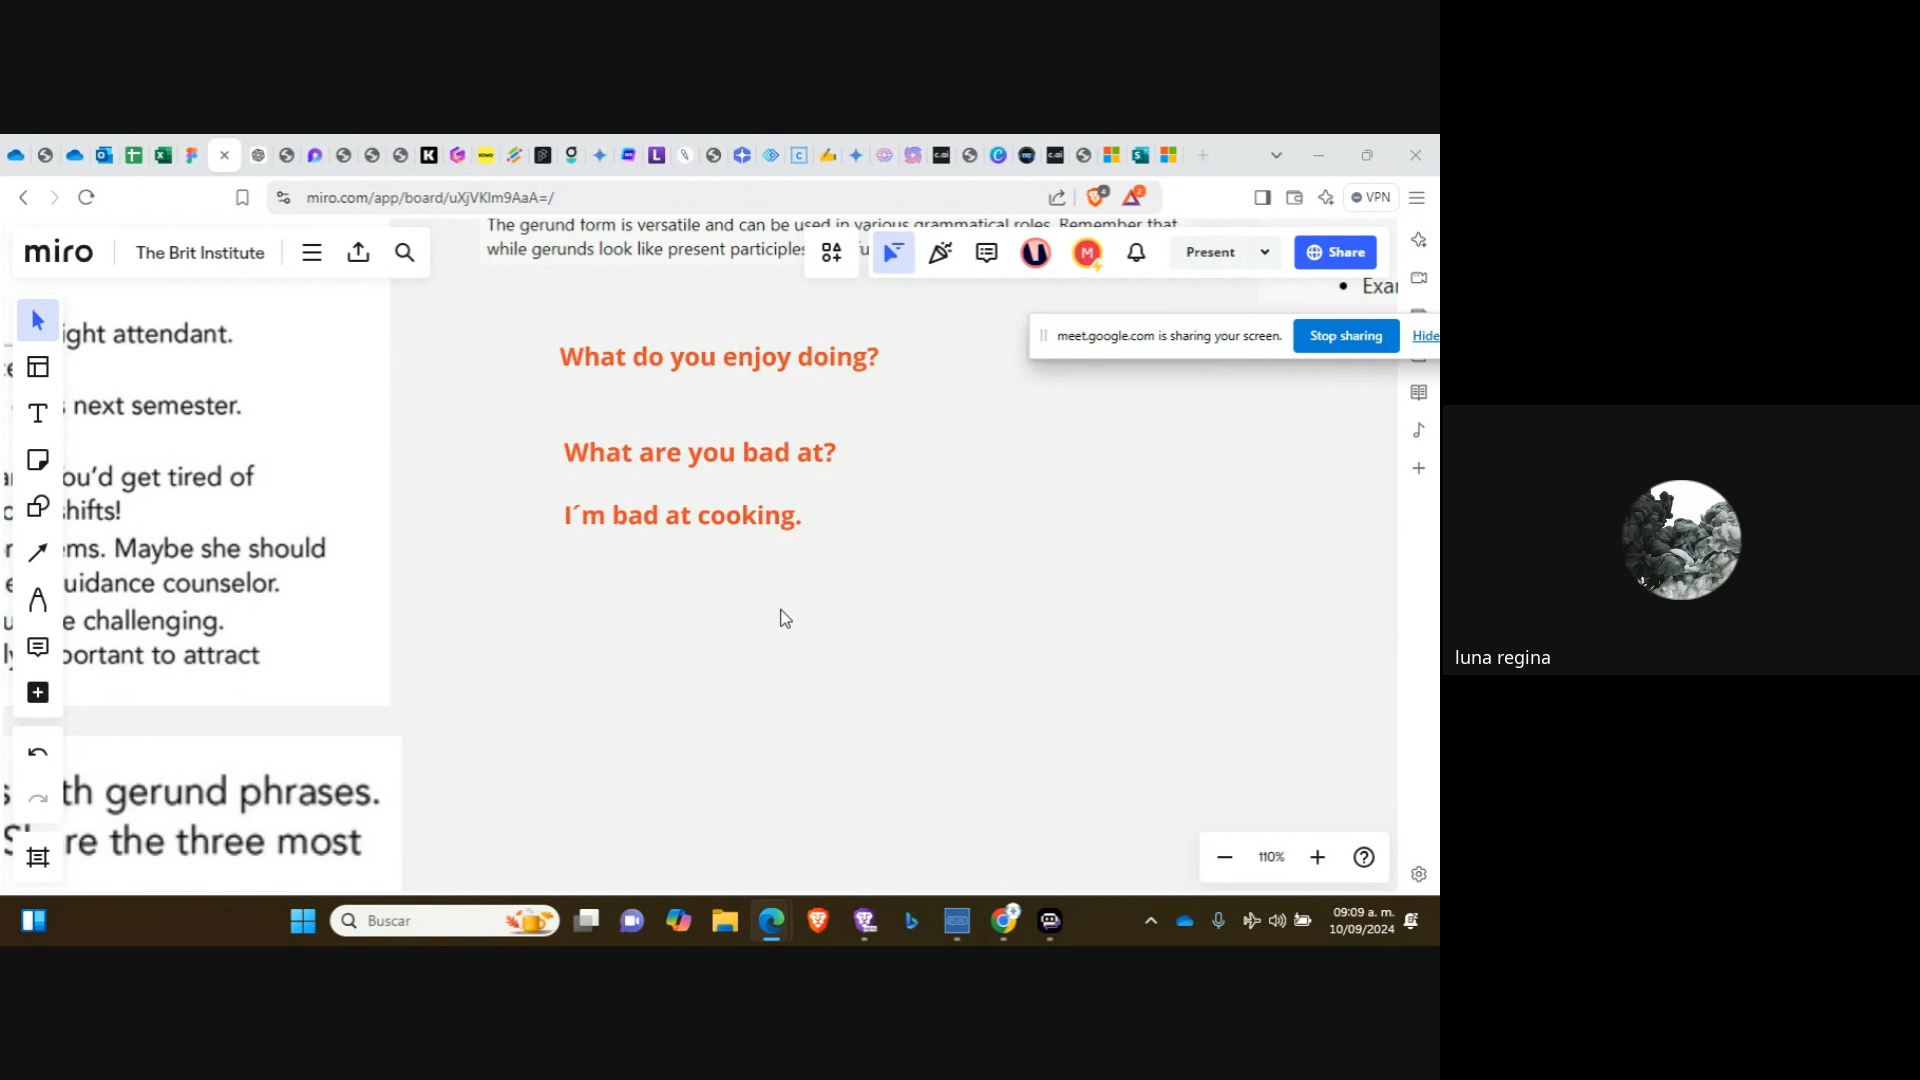 miro.com/app/board/uXjVKlm9AaA=/
VPN
The gerund form is versatile and can be used in various grammatical roles. Remember that
while gerunds look like present participles
miro
The Brit Institute
Present
Share
Exar
meet.google.com is sharing your screen.
Stop sharing
Hide
ight attendant.
next semester.
ou'd get tired of
shifts!
ms. Maybe she should
uidance counselor.
e challenging.
portant to attract
What do you enjoy doing?
What are you bad at?
I´m bad at cooking.
th gerund phrases.
re the three most
110%
luna regina
Buscar
09:09 a. m.
10/09/2024